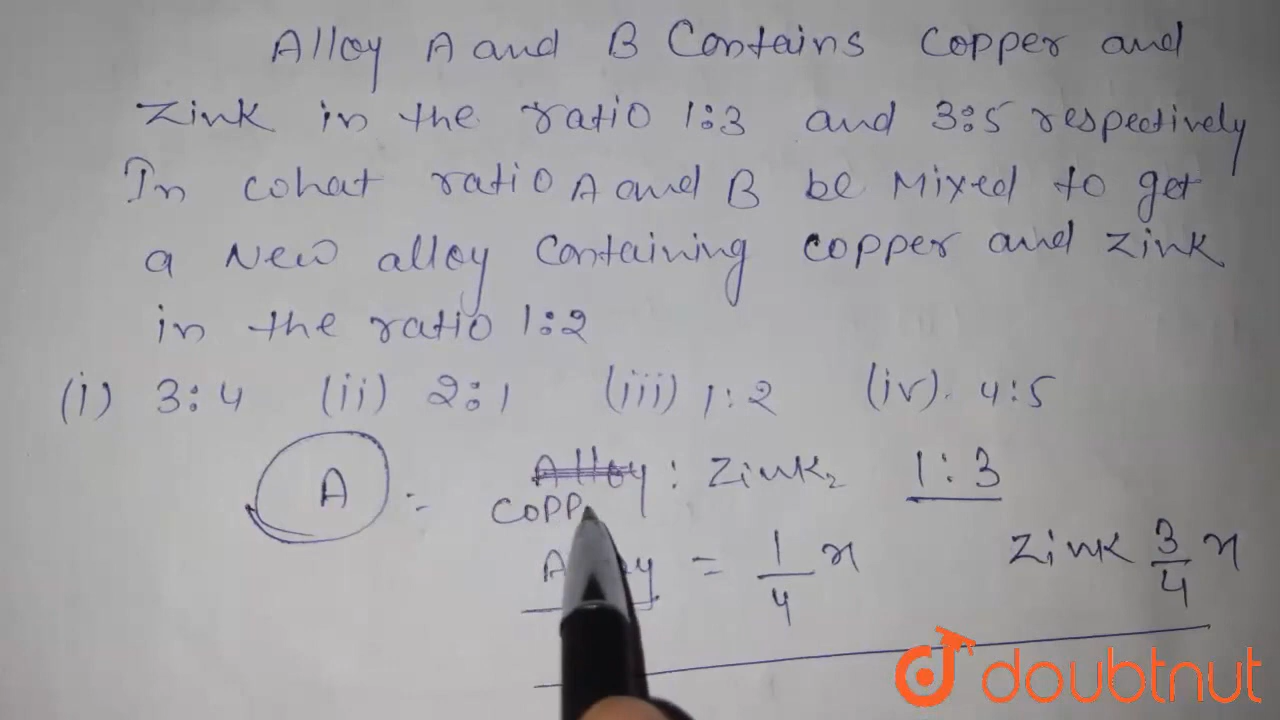 Alloy A and B Contains Copper and
Zink in the ratio 1:3 and 3:5 respectively
In what ratio A and B be Mixed to get
a New alloy Containing Copper and Zink
in the ratio 1:2
(i) 3:4 (ii) 2:1 (iii) 1:2 (iv). 4:5
A :- Alloy : Zink 1:3
COPP
= 1/4 x Zink 3/4 x
doubtnut